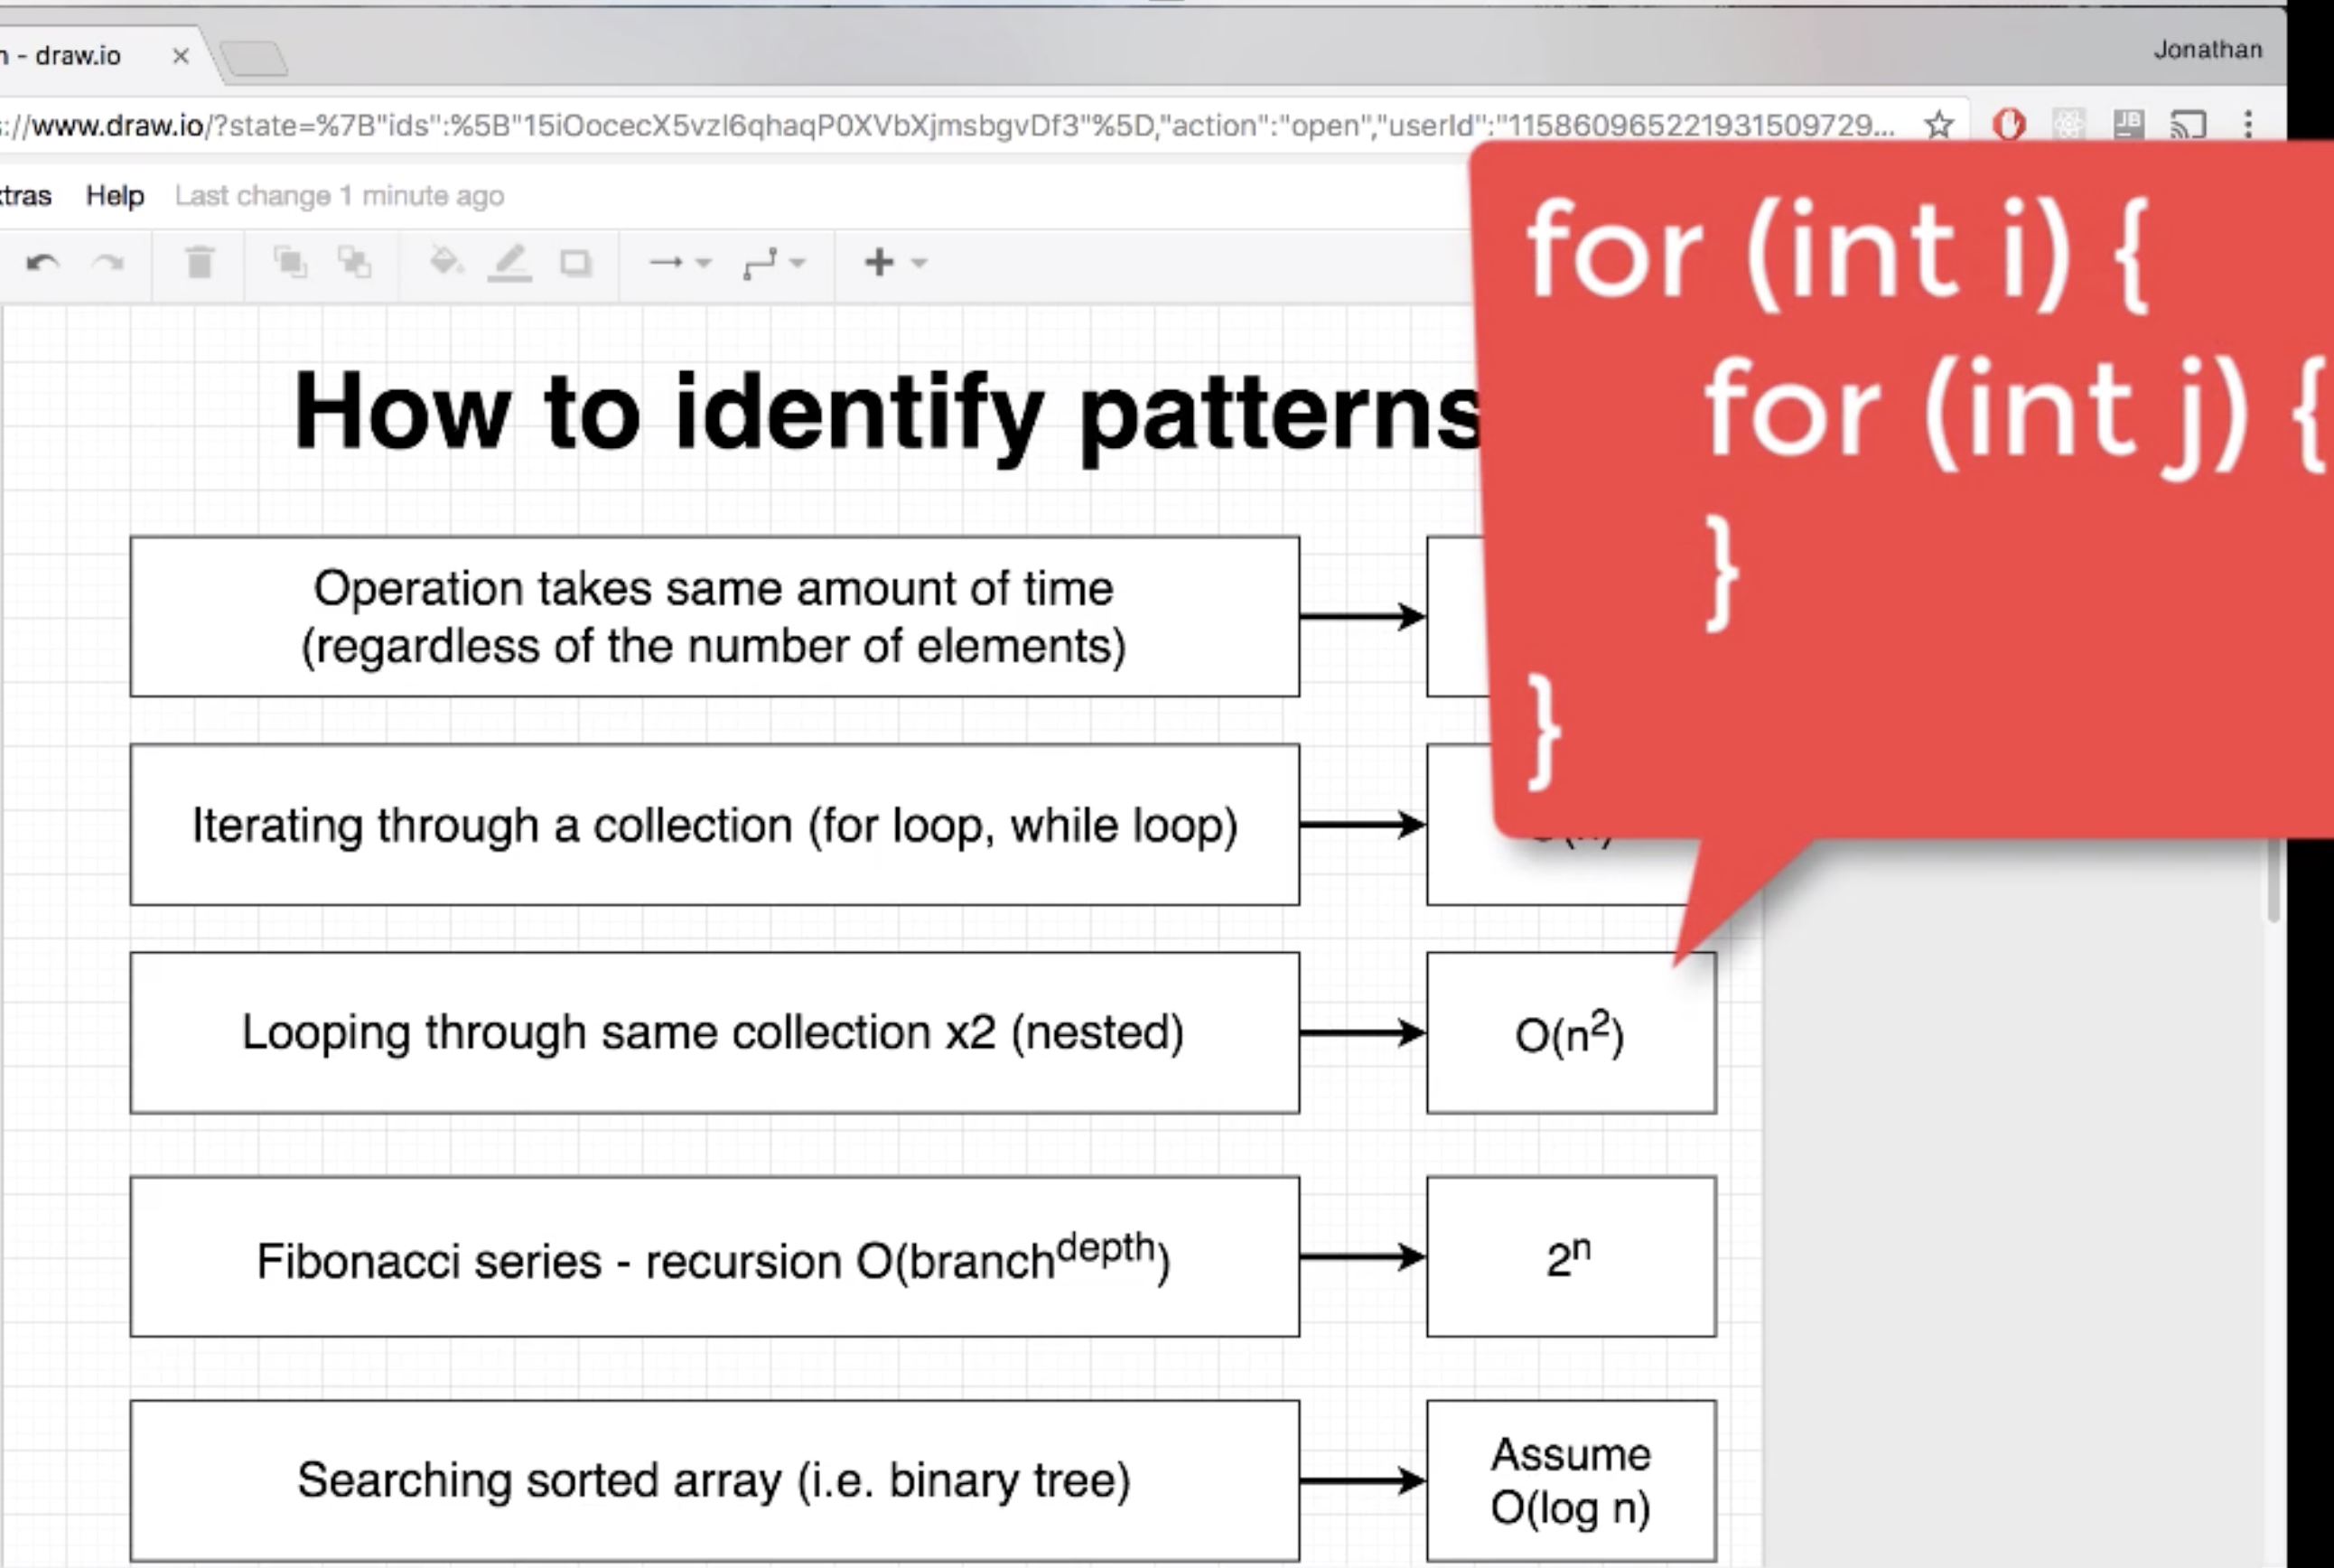 - draw.io
Jonathan
://www.draw.io/?state=%7B"ids":%5B"15iOocecX5vzl6qhaqP0XVbXjmsbgvDf3"%5D,"action":"open","userId":"115860965221931509729...
JB
tras Help Last change 1 minute ago
for (int i) {
for (int j) {
}
}
How to identify patterns
Operation takes same amount of time
(regardless of the number of elements)
Iterating through a collection (for loop, while loop)
Looping through same collection x2 (nested)
O(n²)
Fibonacci series - recursion O(branch^depth)
2ⁿ
Searching sorted array (i.e. binary tree)
Assume
O(log n)